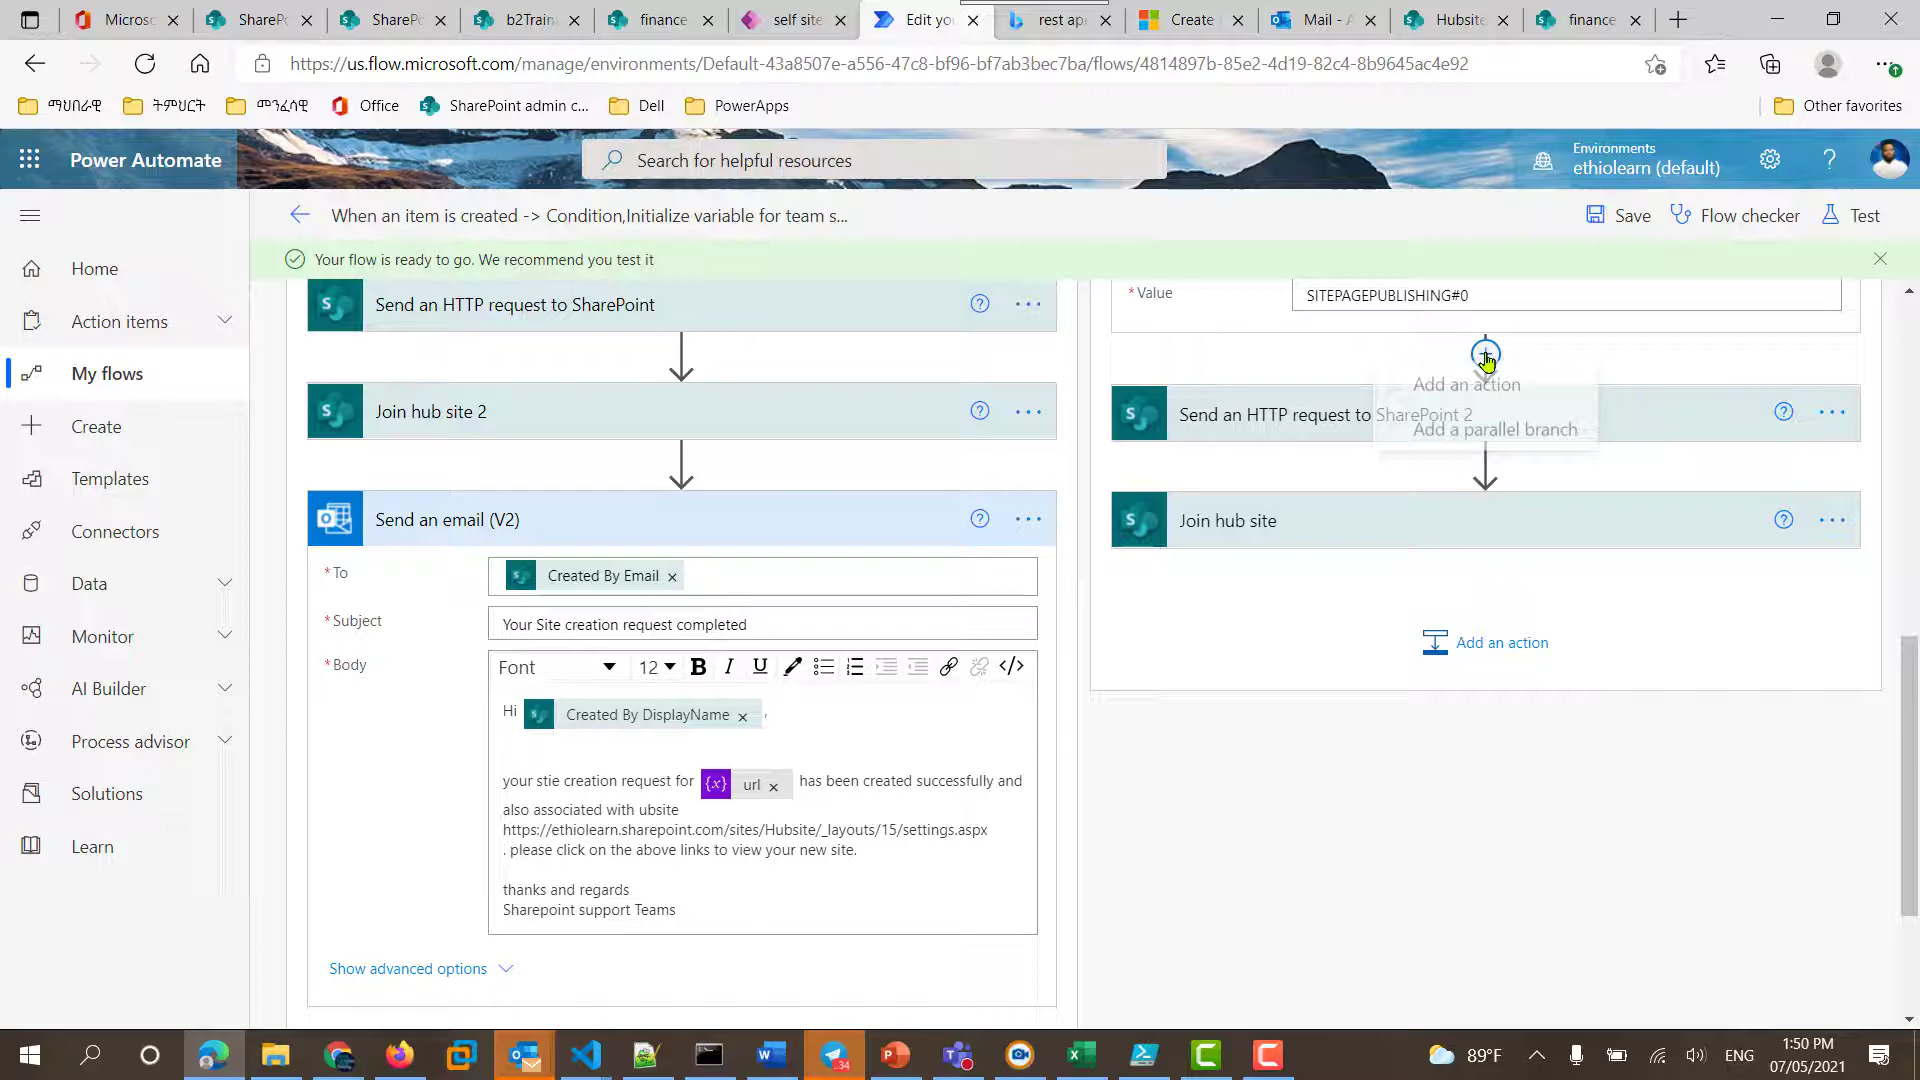 Microsc
SharePo
SharePo
b2Train
finance
self site
Edit you
rest api
Create
Mail - A
Hubsite
finance
https://us.flow.microsoft.com/manage/environments/Default-43a8507e-a556-47c8-bf96-bf7ab3bec7ba/flows/4814897b-85e2-4d19-82c4-8b9645ac4e92
ማህበራዊ
ትምህርት
መንፈሳዊ
Office
SharePoint admin c...
Dell
PowerApps
Other favorites
Power Automate
Search for helpful resources
Environments
ethiolearn (default)
When an item is created -> Condition,Initialize variable for team s...
Save
Flow checker
Test
Your flow is ready to go. We recommend you test it
Home
Action items
My flows
Create
Templates
Connectors
Data
Monitor
AI Builder
Process advisor
Solutions
Learn
Send an HTTP request to SharePoint
Join hub site 2
Send an email (V2)
* To
Created By Email ×
* Subject
Your Site creation request completed
* Body
Font
12
B I U </>
Hi Created By DisplayName × ,
your stie creation request for {x} url × has been created successfully and
also associated with ubsite
https://ethiolearn.sharepoint.com/sites/Hubsite/_layouts/15/settings.aspx
. please click on the above links to view your new site.
thanks and regards
Sharepoint support Teams
Show advanced options
* Value
SITEPAGEPUBLISHING#0
Add an action
Add a parallel branch
Send an HTTP request to SharePoint 2
Join hub site
Add an action
34
89°F
ENG
1:50 PM
07/05/2021